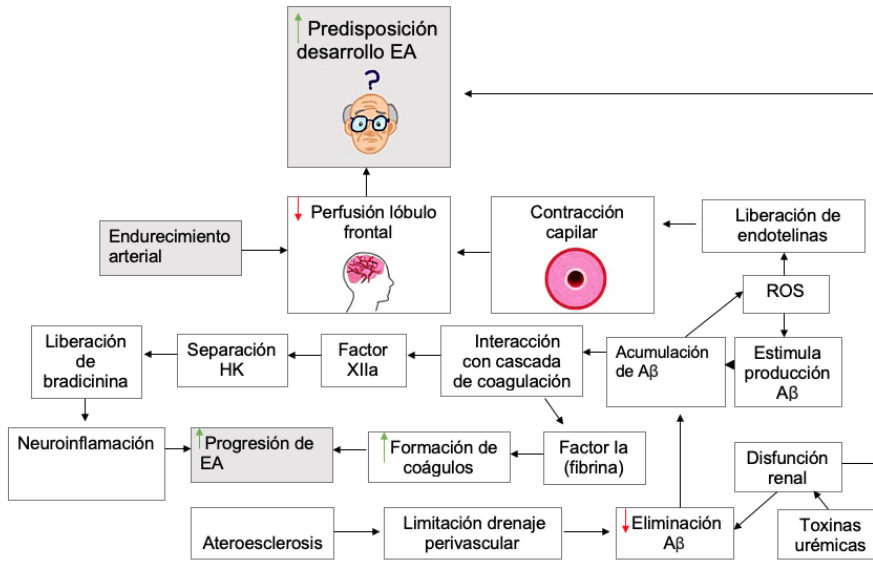 Predisposición
desarrollo EA
?
Perfusión lóbulo
frontal
Contracción
capilar
Liberación de
endotelinas
Endurecimiento
arterial
ROS
Liberación
de
bradicinina
Separación
HK
Factor
XIIa
Interacción
con cascada
de coagulación
Acumulación
de Aβ
Estimula
producción
Aβ
Neuroinflamación
Progresión de
EA
Formación de
coágulos
Factor Ia
(fibrina)
Disfunción
renal
Ateroesclerosis
Limitación drenaje
perivascular
Eliminación
Aβ
Toxinas
urémicas